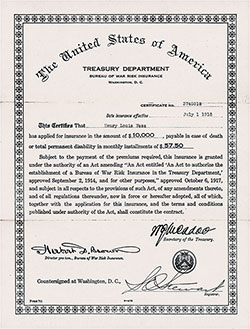 The United States of America
TREASURY DEPARTMENT
BUREAU OF WAR RISK INSURANCE
WASHINGTON, D. C.
CERTIFICATE NO.
Date insurance effective July 1 1918
This Certifies That Henry Louis
has applied for insurance in the amount of $10,000, payable in case of death
or total permanent disability in monthly installments of $57.50
Subject to the payment of the premiums required, this insurance is granted
under the authority of an Act amending "An Act entitled 'An Act to authorize the
establishment of a Bureau of War Risk Insurance in the Treasury Department,'
approved September 2, 1914, and for other purposes," approved October 6, 1917,
and subject in all respects to the provisions of such Act, of any amendments thereto,
and of all regulations thereunder, now in force or hereafter adopted, all of which,
together with the application for this insurance, and the terms and conditions
published under authority of the Act, shall constitute the contract.
Secretary of the Treasury.
Director pro tem., Bureau of War Risk Insurance.
Countersigned at Washington, D. C.,
Registrar.